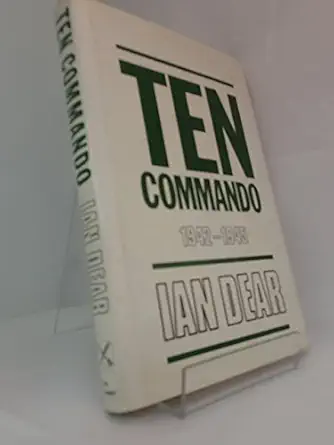 TEN COMMANDO IAN DEAR
TEN
COMMANDO
1942-1945
IAN DEAR